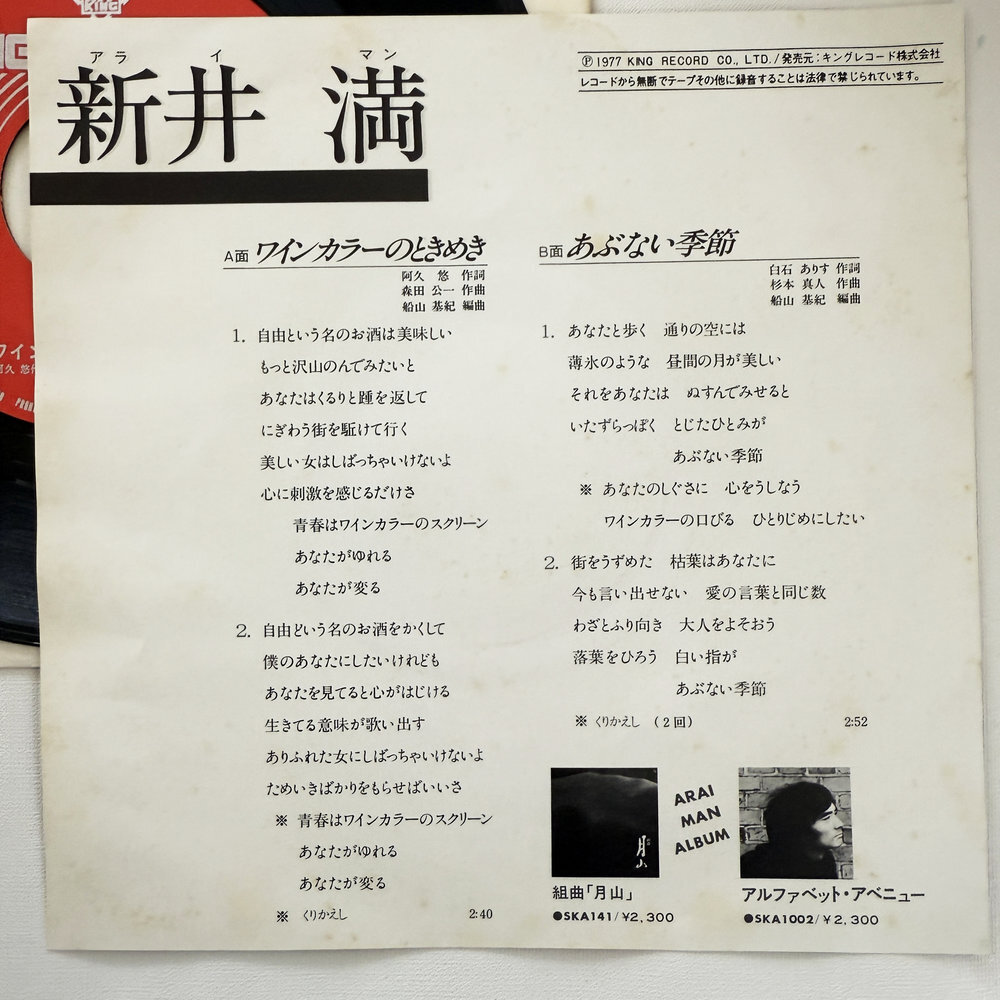 KING
アライ マン
新井 満
Ⓟ1977 KING RECORD CO., LTD./発売元:キングレコード株式会社
レコードから無断でテープその他に録音することは法律で禁じられています。
A面 ワインカラーのときめき
阿久 悠 作詞
森田 公一 作曲
船山 基紀 編曲
1. 自由という名のお酒は美味しい
もっと沢山のんでみたいと
あなたはくるりと踵を返して
にぎわう街を駈けて行く
美しい女はしばっちゃいけないよ
心に刺激を感じるだけさ
青春はワインカラーのスクリーン
あなたがゆれる
あなたが変る
2. 自由という名のお酒をかくして
僕のあなたにしたいけれども
あなたを見てると心がはじける
生きてる意味が歌い出す
ありふれた女にしばっちゃいけないよ
ためいきばかりをもらせばいいさ
※ 青春はワインカラーのスクリーン
あなたがゆれる
あなたが変る
※ くりかえし 2:40
B面 あぶない季節
白石 ありす 作詞
杉本 真人 作曲
船山 基紀 編曲
1. あなたと歩く 通りの空には
薄氷のような 昼間の月が美しい
それをあなたは ぬすんでみせると
いたずらっぽく とじたひとみが
あぶない季節
※ あなたのしぐさに 心をうしなう
ワインカラーの口びる ひとりじめにしたい
2. 街をうずめた 枯葉はあなたに
今も言い出せない 愛の言葉と同じ数
わざとふり向き 大人をよそおう
落葉をひろう 白い指が
あぶない季節
※ くりかえし (2回) 2:52
月山
ARAI
MAN
ALBUM
組曲「月山」
●SKA141/¥2,300
アルファベット・アベニュー
●SKA1002/¥2,300
ワイン
阿久 悠作